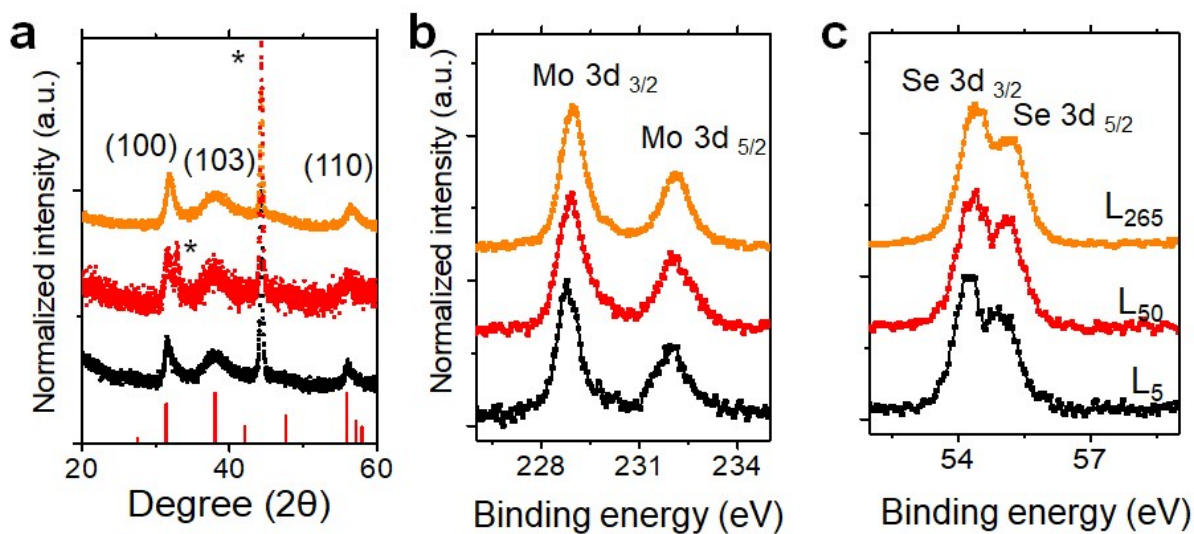 a
Normalized intensity (a.u.)
*
(100)
(103)
(110)
*
20
40
60
Degree (2θ)
b
Normalized intensity (a.u.)
Mo 3d 3/2
Mo 3d 5/2
228
231
234
Binding energy (eV)
c
Se 3d 3/2
Se 3d 5/2
L265
L50
L5
54
57
Binding energy (eV)